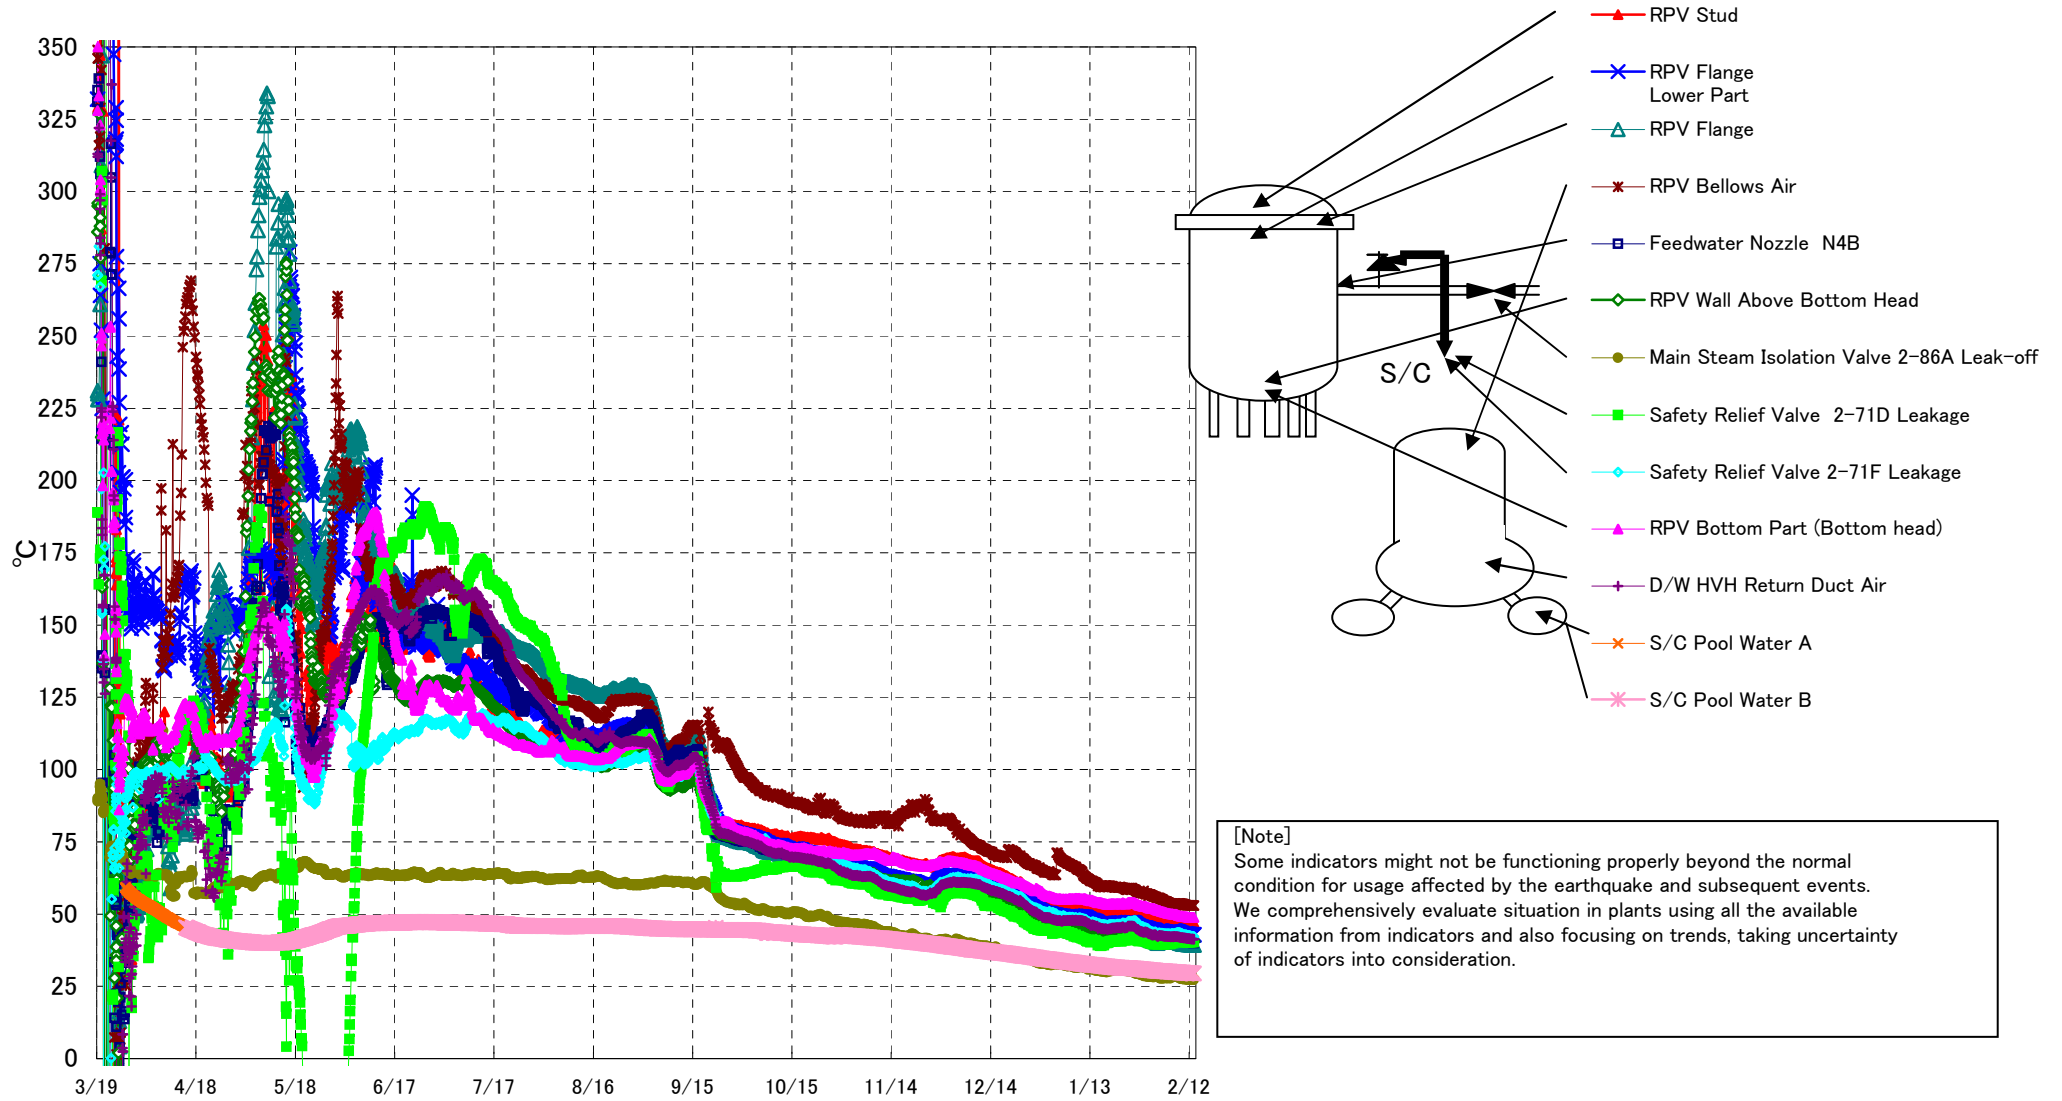 350
325
300
275
250
225
200
175
150
125
100
75
50
25
0
℃
3/19 4/18 5/18 6/17 7/17 8/16 9/15 10/15 11/14 12/14 1/13 2/12
RPV Stud
RPV Flange
Lower Part
RPV Flange
RPV Bellows Air
Feedwater Nozzle N4B
RPV Wall Above Bottom Head
Main Steam Isolation Valve 2-86A Leak-off
Safety Relief Valve 2-71D Leakage
Safety Relief Valve 2-71F Leakage
RPV Bottom Part (Bottom head)
D/W HVH Return Duct Air
S/C Pool Water A
S/C Pool Water B
S/C
[Note]
Some indicators might not be functioning properly beyond the normal
condition for usage affected by the earthquake and subsequent events.
We comprehensively evaluate situation in plants using all the available
information from indicators and also focusing on trends, taking uncertainty
of indicators into consideration.